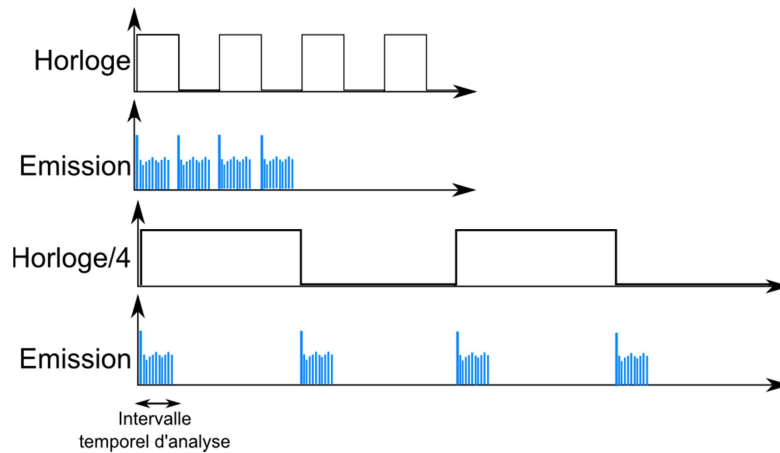 Horloge
Emission
Horloge/4
Emission
Intervalle
temporel d'analyse